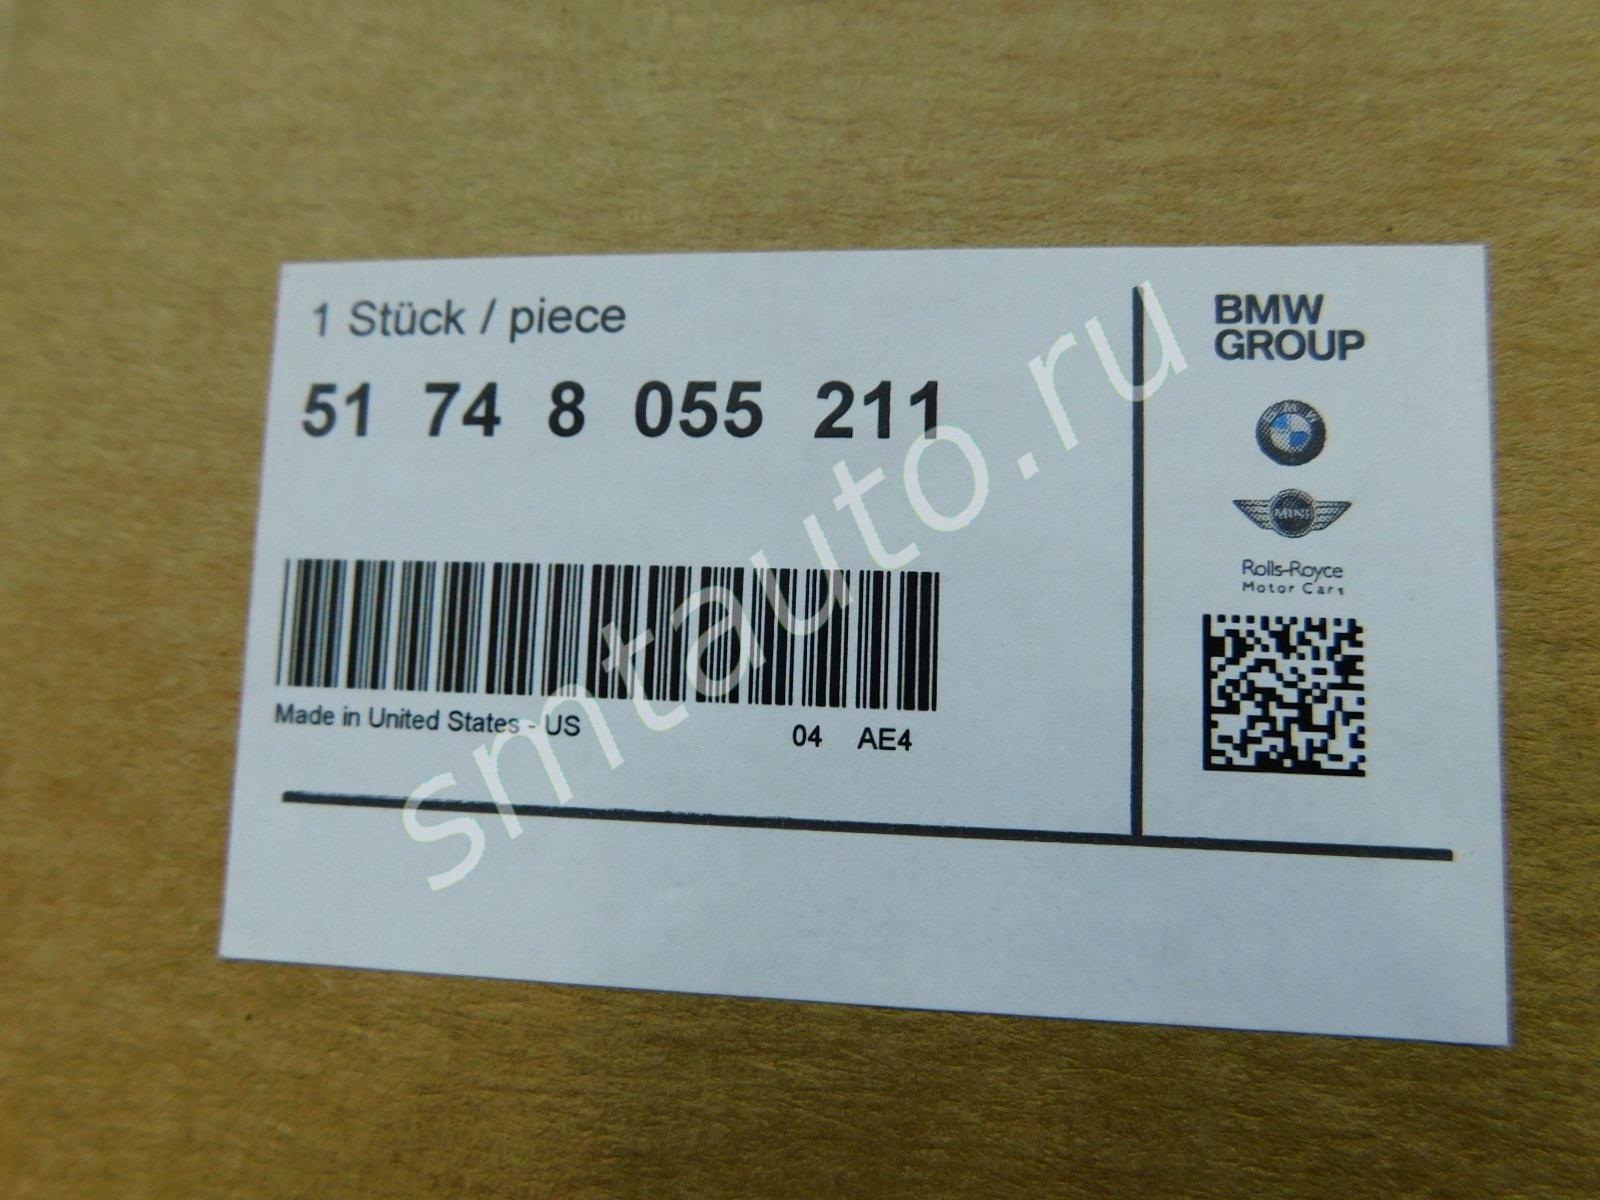 1 Stück / piece
51 74 8 055 211
Made in United States - US
04 AE4
BMW
GROUP
BMW
MINI
Rolls-Royce
Motor Cars
smtauto.ru